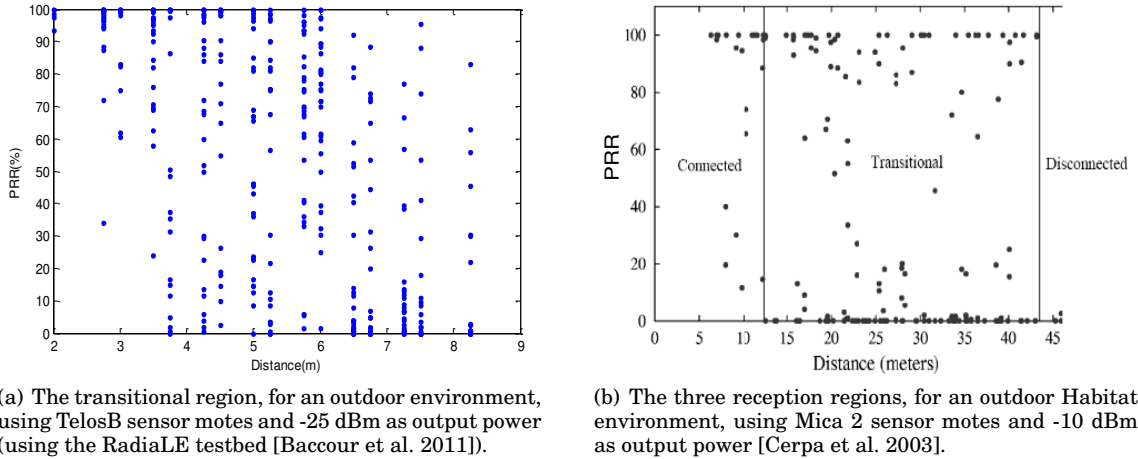 100
90
80
70
60
50
40
30
20
10
0
PRR(%)
2 3 4 5 6 7 8 9
Distance(m)
(a) The transitional region, for an outdoor environment,
using TelosB sensor motes and -25 dBm as output power
(using the RadiaLE testbed [Baccour et al. 2011]).
100
80
60
40
20
0
PRR
Connected Transitional Disconnected
0 5 10 15 20 25 30 35 40 45
Distance (meters)
(b) The three reception regions, for an outdoor Habitat
environment, using Mica 2 sensor motes and -10 dBm
as output power [Cerpa et al. 2003].